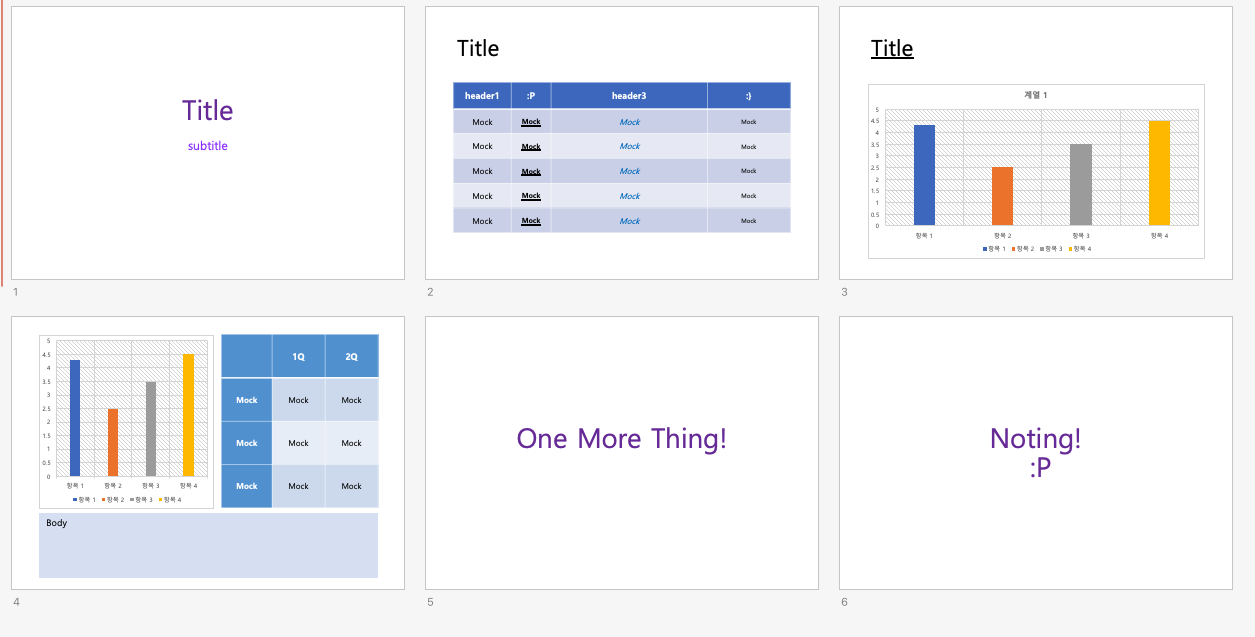 Title
subtitle
1
Title
header1 :P header3 :)
Mock Mock Mock Mock
Mock Mock Mock Mock
Mock Mock Mock Mock
Mock Mock Mock Mock
Mock Mock Mock Mock
2
Title
계열 1
5
4.5
4
3.5
3
2.5
2
1.5
1
0.5
0
항목 1 항목 2 항목 3 항목 4
항목 1 항목 2 항목 3 항목 4
3
5
4.5
4
3.5
3
2.5
2
1.5
1
0.5
0
항목 1 항목 2 항목 3 항목 4
항목 1 항목 2 항목 3 항목 4
1Q 2Q
Mock Mock Mock
Mock Mock Mock
Mock Mock Mock
Body
4
One More Thing!
5
Noting!
:P
6